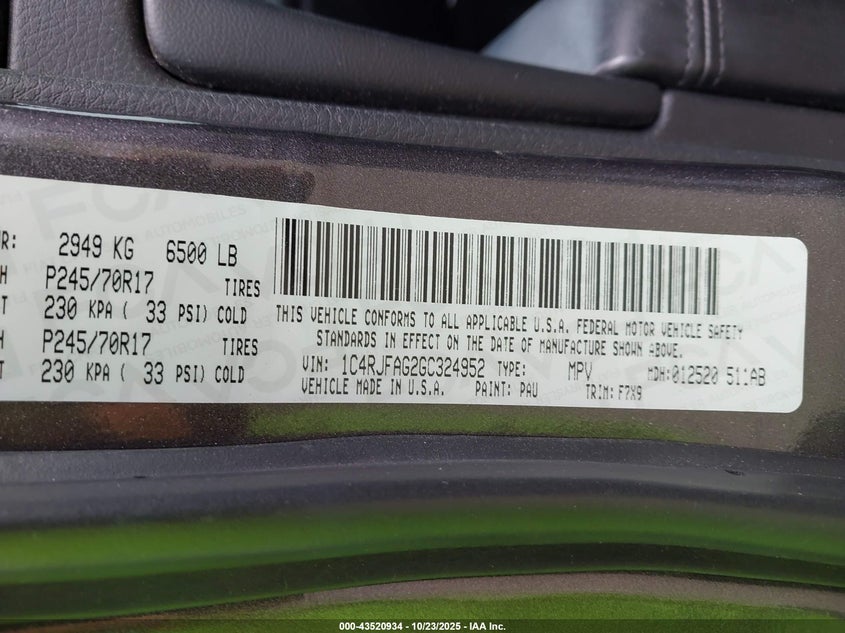 R: 2949 KG 6500 LB
H P245/70R17 TIRES
T 230 KPA ( 33 PSI) COLD
H P245/70R17 TIRES
T 230 KPA ( 33 PSI) COLD
THIS VEHICLE CONFORMS TO ALL APPLICABLE U.S.A. FEDERAL MOTOR VEHICLE SAFETY
STANDARDS IN EFFECT ON THE DATE OF MANUFACTURE SHOWN ABOVE.
VIN: 1C4RJFAG2GC324952 TYPE: MPV MDH:012520 511AB
VEHICLE MADE IN U.S.A. PAINT: PAU TRIM: F7X9
000-43520934 - 10/23/2025 - IAA Inc.